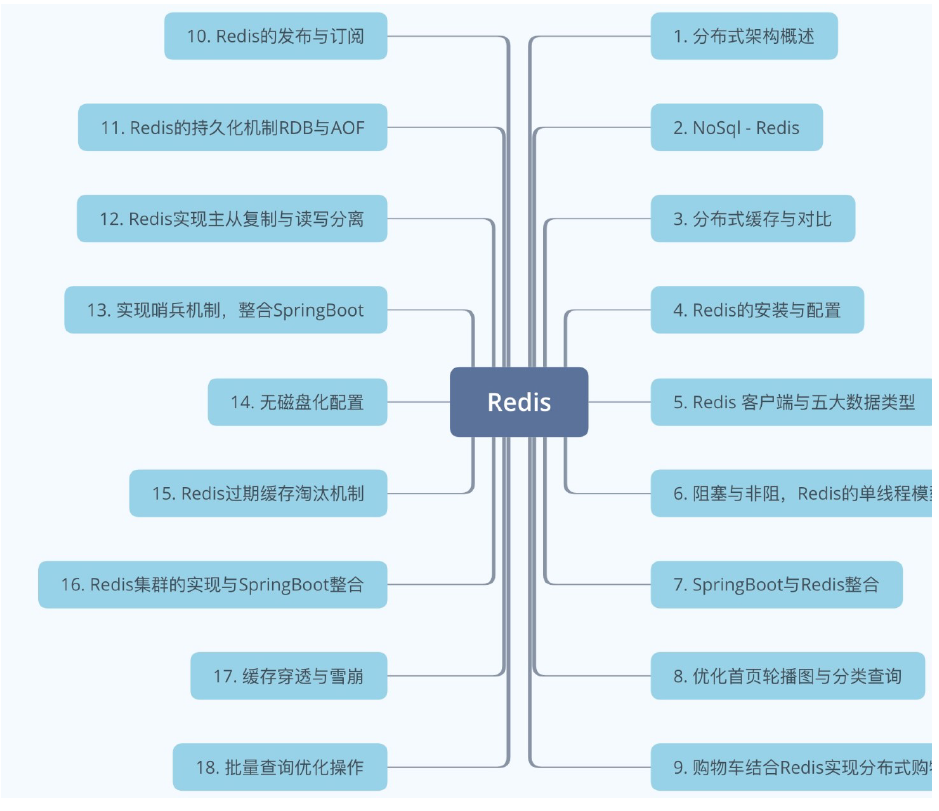 Redis
1. 分布式架构概述
2. NoSql - Redis
3. 分布式缓存与对比
4. Redis的安装与配置
5. Redis 客户端与五大数据类型
6. 阻塞与非阻，Redis的单线程模
7. SpringBoot与Redis整合
8. 优化首页轮播图与分类查询
9. 购物车结合Redis实现分布式购
10. Redis的发布与订阅
11. Redis的持久化机制RDB与AOF
12. Redis实现主从复制与读写分离
13. 实现哨兵机制，整合SpringBoot
14. 无磁盘化配置
15. Redis过期缓存淘汰机制
16. Redis集群的实现与SpringBoot整合
17. 缓存穿透与雪崩
18. 批量查询优化操作